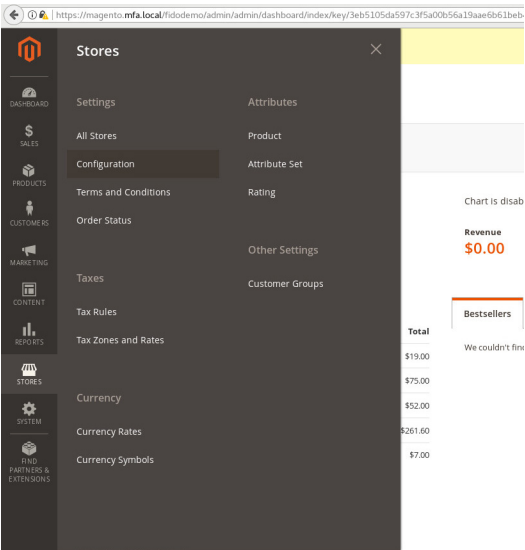 https://magento.mfa.local/fidodemo/admin/admin/dashboard/index/key/3eb5105da597c3f5a00b56a19aae6b61beb4
Stores
DASHBOARD
SALES
PRODUCTS
CUSTOMERS
MARKETING
CONTENT
REPORTS
STORES
SYSTEM
FIND
PARTNERS &
EXTENSIONS
Settings
All Stores
Configuration
Terms and Conditions
Order Status
Taxes
Tax Rules
Tax Zones and Rates
Currency
Currency Rates
Currency Symbols
Attributes
Product
Attribute Set
Rating
Other Settings
Customer Groups
Chart is disab
Revenue
$0.00
Bestsellers
We couldn't fin
Total
$19.00
$75.00
$52.00
$261.60
$7.00